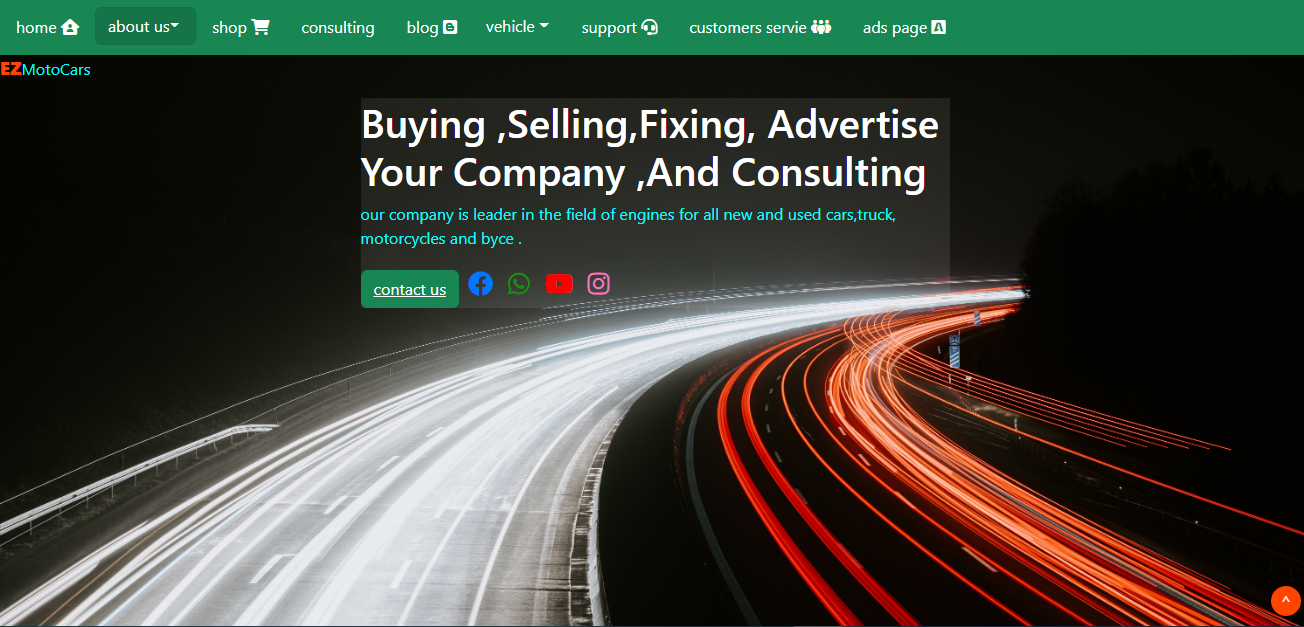 home
about us
shop
consulting
blog
vehicle
support
customers servie
ads page
EZMotoCars
Buying ,Selling,Fixing, Advertise
Your Company ,And Consulting
our company is leader in the field of engines for all new and used cars,truck,
motorcycles and byce .
contact us
^